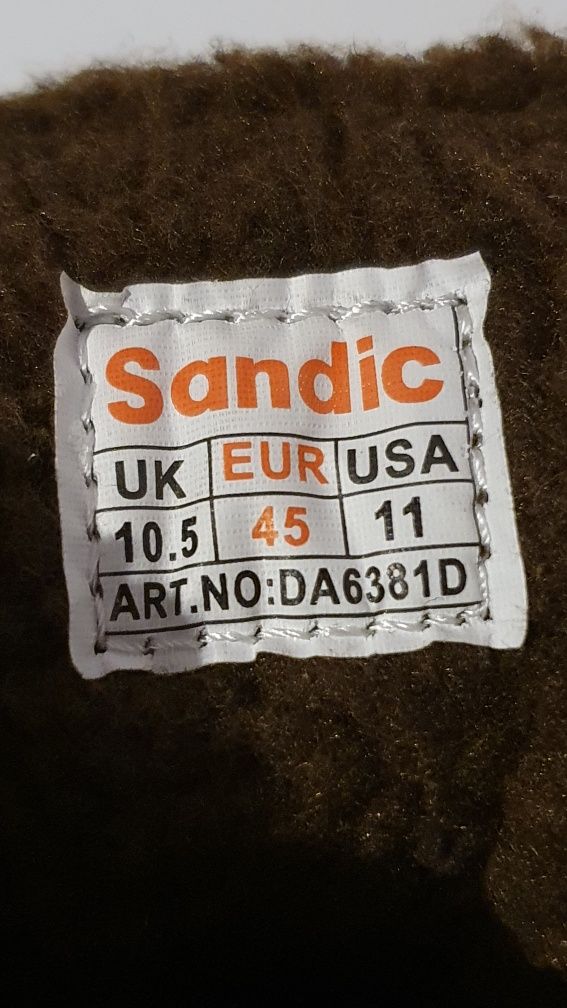 Sandic
UK EUR USA
10.5 45 11
ART.NO:DA6381D